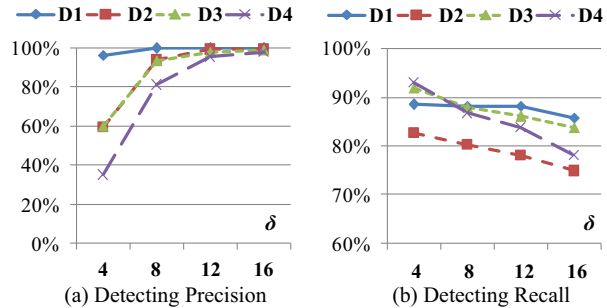 D1 D2 D3 D4
100%
80%
60%
40%
20%
0%
δ
4 8 12 16
(a) Detecting Precision
D1 D2 D3 D4
100%
90%
80%
70%
60%
δ
4 8 12 16
(b) Detecting Recall